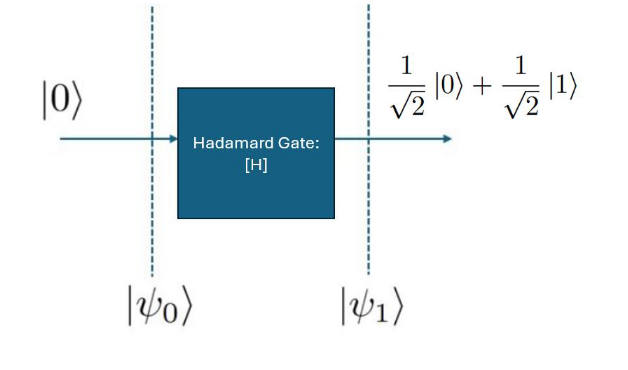 |0⟩
Hadamard Gate:
[H]
1/√2 |0⟩ + 1/√2 |1⟩
|ψ₀⟩
|ψ₁⟩